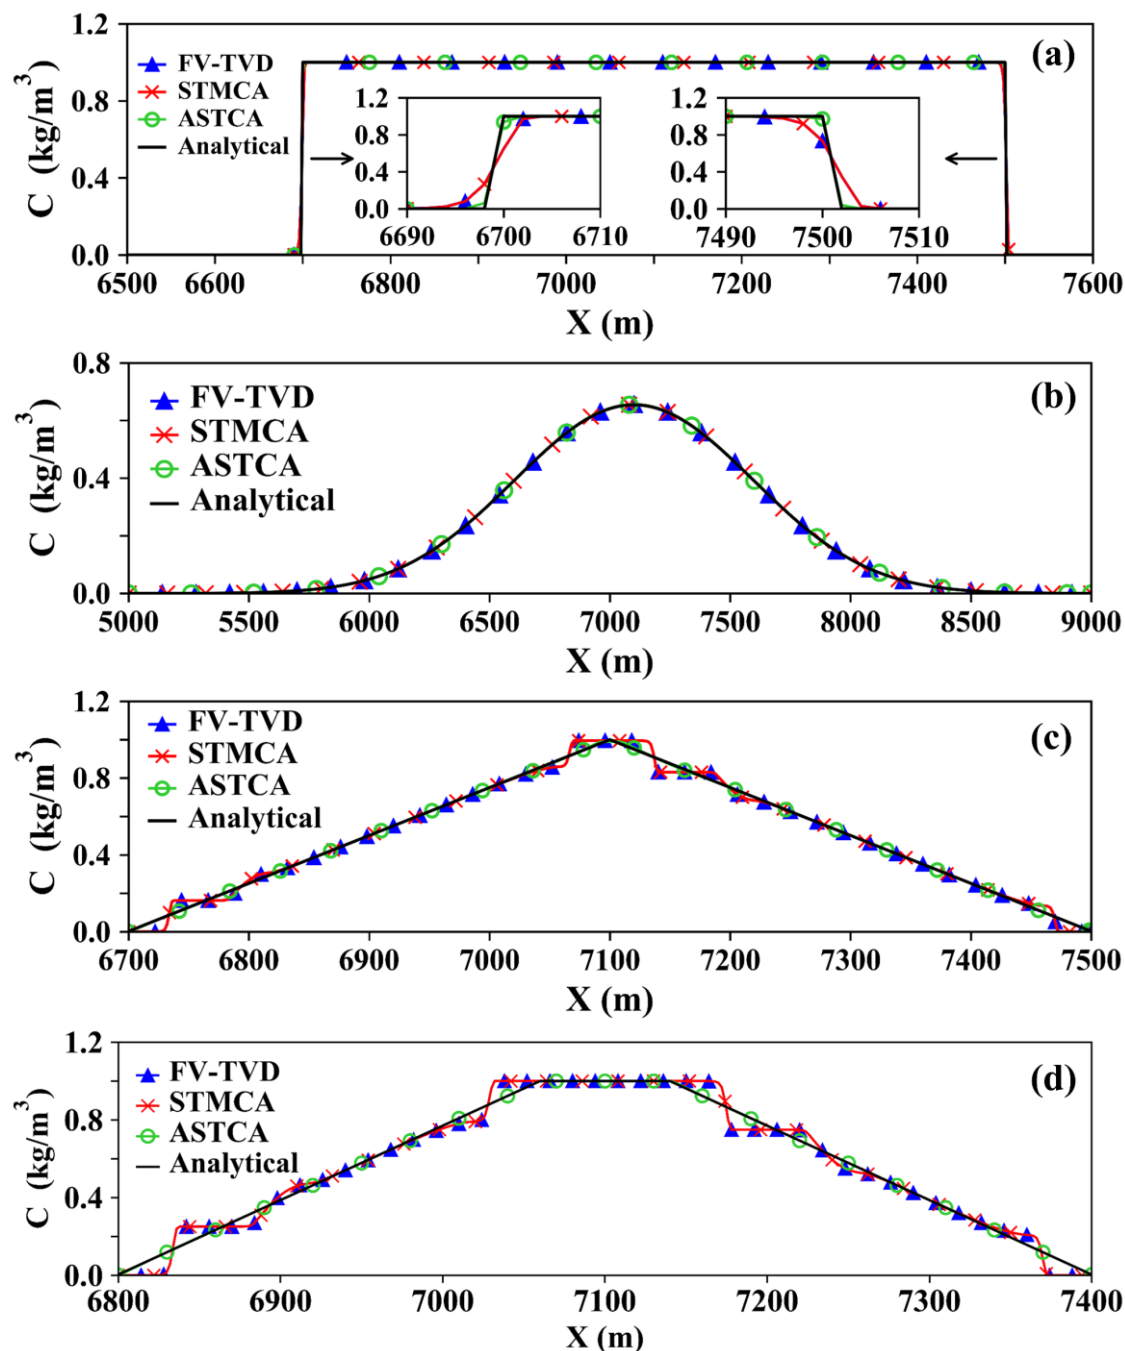 1.2
(a)
FV-TVD
STMCA
ASTCA
Analytical
C (kg/m³)
0.8
0.4
0.0
1.2
0.8
0.4
0.0
6690 6700 6710
1.2
0.8
0.4
0.0
7490 7500 7510
6500 6600 6800 7000 7200 7400 7600
X (m)
0.8
(b)
FV-TVD
STMCA
ASTCA
Analytical
C (kg/m³)
0.4
0.0
5000 5500 6000 6500 7000 7500 8000 8500 9000
X (m)
1.2
(c)
FV-TVD
STMCA
ASTCA
Analytical
C (kg/m³)
0.8
0.4
0.0
6700 6800 6900 7000 7100 7200 7300 7400 7500
X (m)
1.2
(d)
FV-TVD
STMCA
ASTCA
Analytical
C (kg/m³)
0.8
0.4
0.0
6800 6900 7000 7100 7200 7300 7400
X (m)